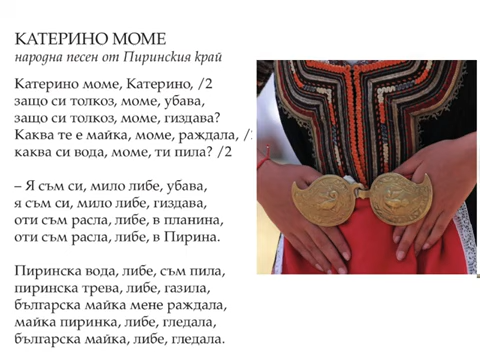 КАТЕРИНО МОМЕ
народна песен от Пиринския край
Катерино моме, Катерино, /2
защо си толкоз, моме, убава,
защо си толкоз, моме, гиздава?
Каква те е майка, моме, раждала, /2
каква си вода, моме, ти пила? /2
– Я съм си, мило либе, убава,
я съм си, мило либе, гиздава,
оти съм расла, либе, в планина,
оти съм расла, либе, в Пирина.
Пиринска вода, либе, съм пила,
пиринска трева, либе, газила,
българска майка мене раждала,
майка пиринка, либе, гледала,
българска майка, либе, гледала.